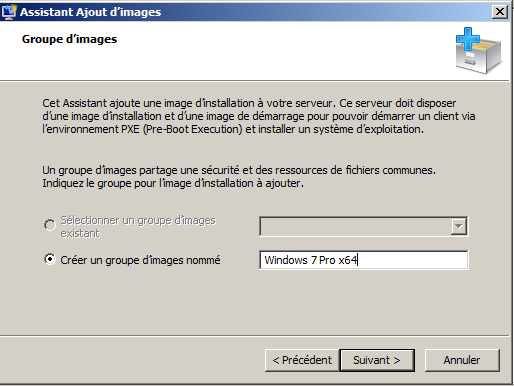 Assistant Ajout d'images
Groupe d'images
Cet Assistant ajoute une image d'installation à votre serveur. Ce serveur doit disposer
d'une image d'installation et d'une image de démarrage pour pouvoir démarrer un client via
l'environnement PXE (Pre-Boot Execution) et installer un système d'exploitation.
Un groupe d'images partage une sécurité et des ressources de fichiers communes.
Indiquez le groupe pour l'image d'installation à ajouter.
Sélectionner un groupe d'images
existant
Créer un groupe d'images nommé
Windows 7 Pro x64
< Précédent
Suivant >
Annuler